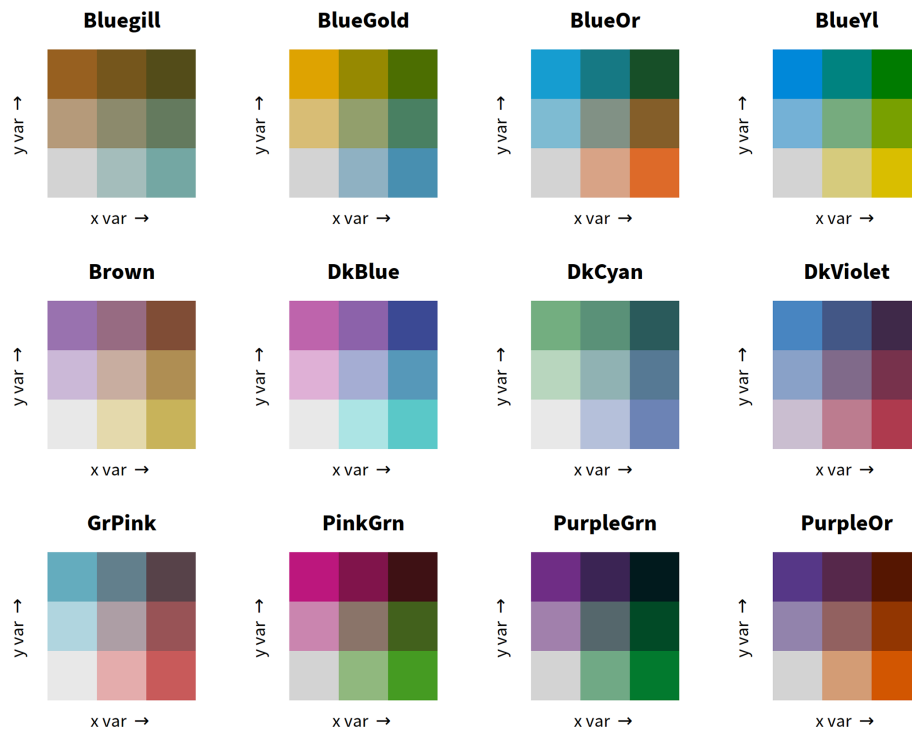 Bluegill BlueGold BlueOr BlueYl
y var → y var → y var → y var →
x var → x var → x var → x var →
Brown DkBlue DkCyan DkViolet
y var → y var → y var → y var →
x var → x var → x var → x var →
GrPink PinkGrn PurpleGrn PurpleOr
y var → y var → y var → y var →
x var → x var → x var → x var →